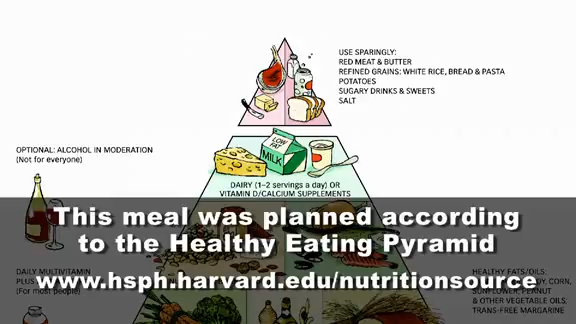 USE SPARINGLY:
RED MEAT & BUTTER
REFINED GRAINS: WHITE RICE, BREAD & PASTA
POTATOES
SUGARY DRINKS & SWEETS
SALT
OPTIONAL: ALCOHOL IN MODERATION
(Not for everyone)
LOW
FAT
MILK
DAIRY (1–2 servings a day) OR
VITAMIN D/CALCIUM SUPPLEMENTS
This meal was planned according
to the Healthy Eating Pyramid
DAILY MULTIVITAMIN
PLUS
(For most people)
HEALTHY FATS/OILS:
CORN,
SUNFLOWER, PEANUT
& OTHER VEGETABLE OILS,
TRANS-FREE MARGARINE
www.hsph.harvard.edu/nutritionsource